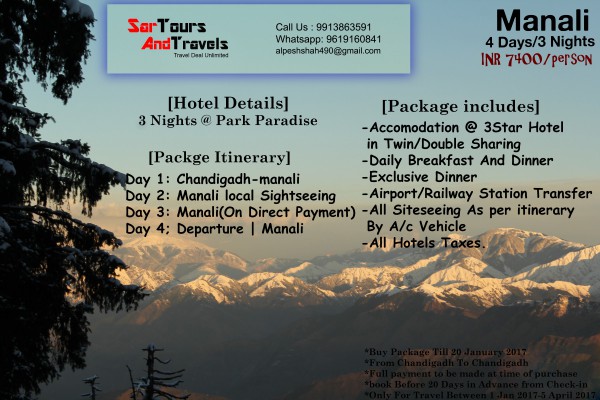 Sar Tours
And Travels
Travel Deal Unlimited
Call Us : 9913863591
Whatsapp: 9619160841
alpeshshah490@gmail.com
Manali
4 Days/3 Nights
INR 7400/person
[Hotel Details]
3 Nights @ Park Paradise
[Packge Itinerary]
Day 1: Chandigadh-manali
Day 2: Manali local Sightseeing
Day 3: Manali(On Direct Payment)
Day 4; Departure | Manali
[Package includes]
-Accomodation @ 3Star Hotel
in Twin/Double Sharing
-Daily Breakfast And Dinner
-Exclusive Dinner
-Airport/Railway Station Transfer
-All Siteseeing As per itinerary
By A/c Vehicle
-All Hotels Taxes.
*Buy Package Till 20 January 2017
*From Chandigadh To Chandigadh
*Full payment to be made at time of purchase
*book Before 20 Days in Advance from Check-in
*Only For Travel Between 1 Jan 2017-5 April 2017